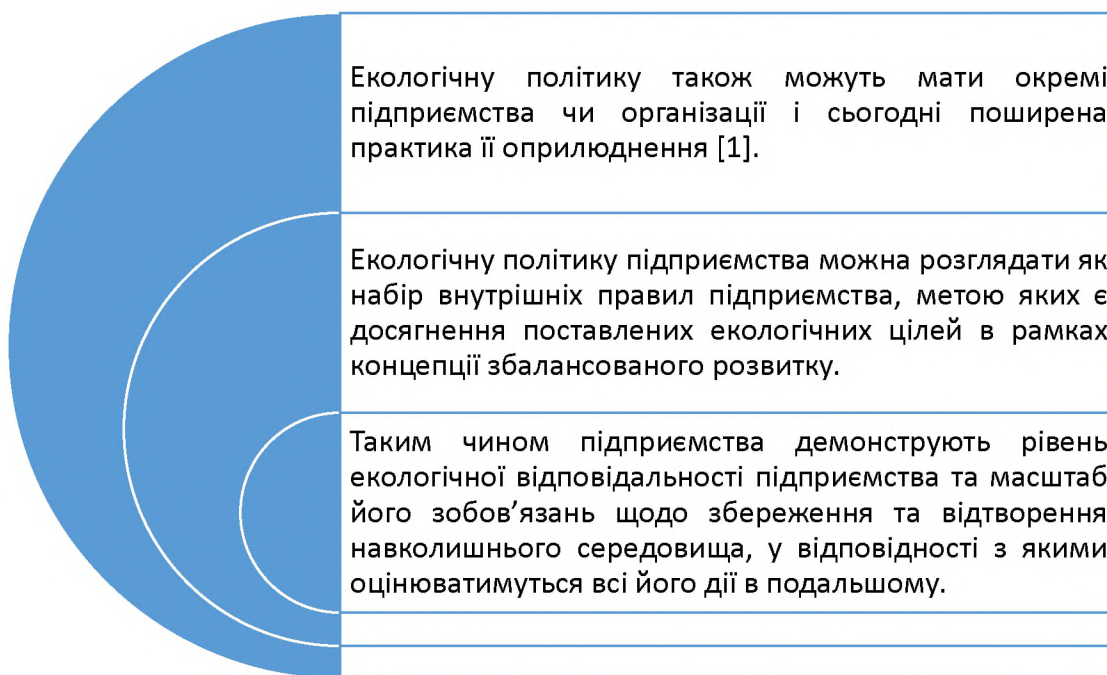 Екологічну політику також можуть мати окремі
підприємства чи організації і сьогодні поширена
практика її оприлюднення [1].
Екологічну політику підприємства можна розглядати як
набір внутрішніх правил підприємства, метою яких є
досягнення поставлених екологічних цілей в рамках
концепції збалансованого розвитку.
Таким чином підприємства демонструють рівень
екологічної відповідальності підприємства та масштаб
його зобов’язань щодо збереження та відтворення
навколишнього середовища, у відповідності з якими
оцінюватимуться всі його дії в подальшому.